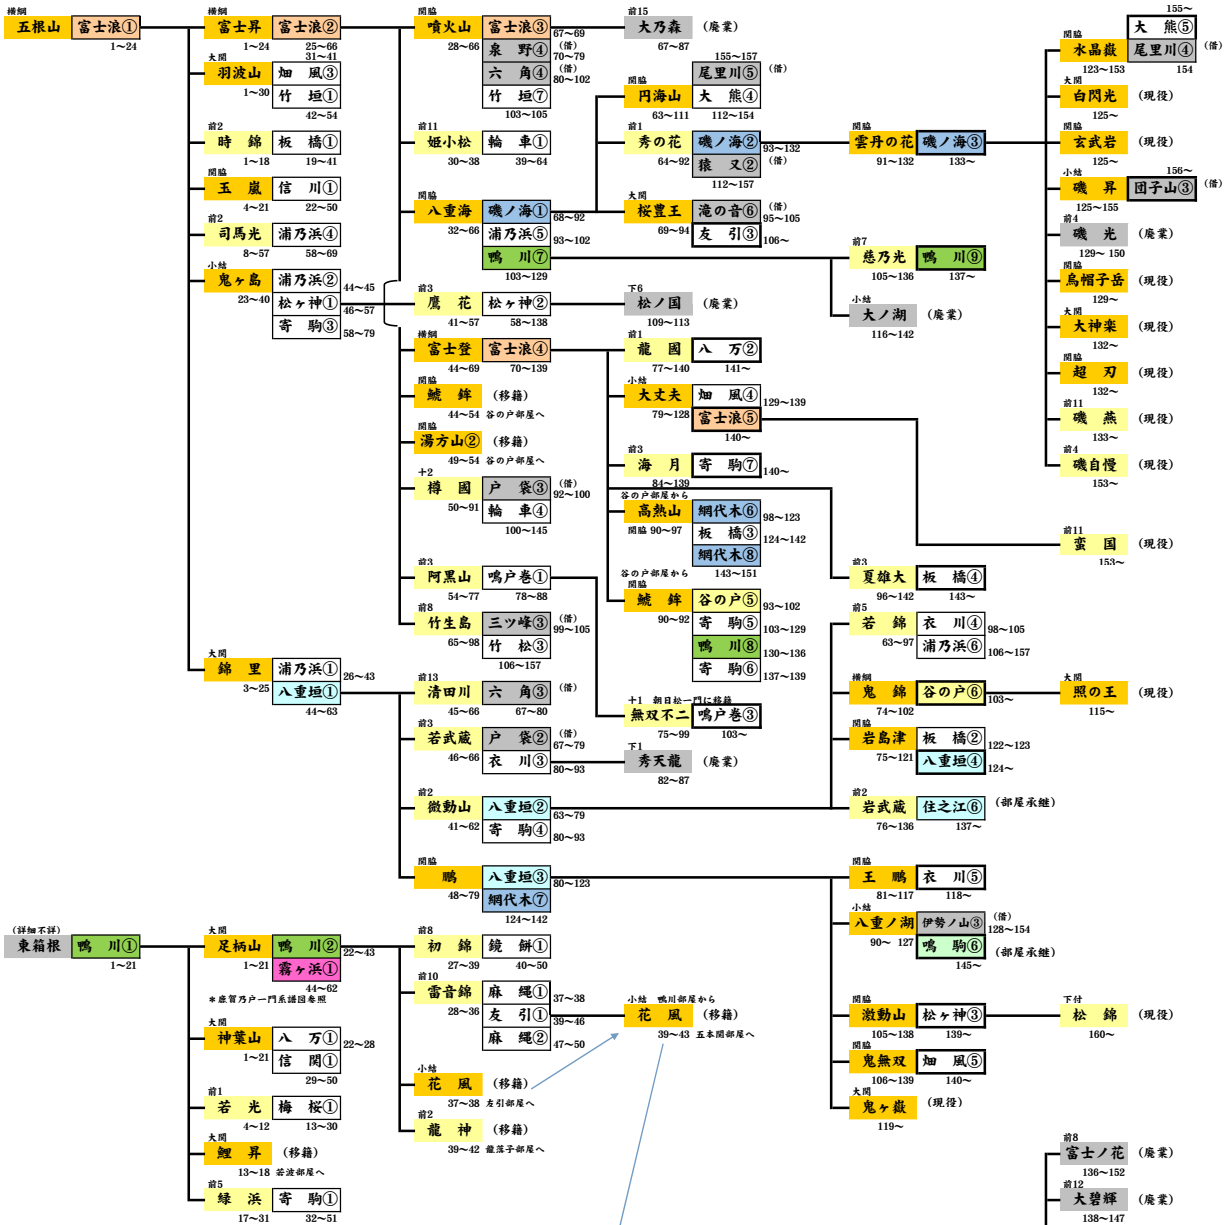 横綱
五根山 富士浪①
1~24
横綱
富士昇 富士浪②
1~24 25~66
大関 31~41
羽波山 畑風③
1~30 竹垣①
42~54
前2
時錦 板橋①
1~18 19~41
関脇
玉嵐 信川①
4~21 22~50
前2
司馬光 浦乃浜④
8~57 58~69
小結
鬼ヶ島 浦乃浜② 44~45
23~40 松ヶ神① 46~57
寄駒③ 58~79
大関
錦里 浦乃浜① 26~43
3~25 八重垣①
44~63
関脇
噴火山 富士浪③ 67~69
28~66 泉野④ (借) 70~79
六角④ (借) 80~102
竹垣⑦
103~105
前11
姫小松 輪車①
30~38 39~64
関脇
八重海 磯ノ海① 68~92
32~66 浦乃浜⑤ 93~102
鴨川⑦
103~129
前3
鷹花 松ヶ神②
41~57 58~138
横綱
富士登 富士浪④
44~69 70~139
関脇
鯱鉾 (移籍)
44~54 谷の戸部屋へ
関脇
湯方山② (移籍)
49~54 谷の戸部屋へ
十2
樽國 戸袋③ (借) 92~100
50~91 輪車④
100~145
前3
阿黒山 鳴戸巻①
54~77 78~88
前8
竹生島 三ツ峰③ (借) 99~105
65~98 竹松③
106~157
前13
清田川 六角③ (借)
45~66 67~80
前3
若武蔵 戸袋② (借) 67~79
46~66 衣川③ 80~93
前2
微動山 八重垣② 63~79
41~62 寄駒④ 80~93
関脇
鵬 八重垣③ 80~123
48~79 網代木⑦
124~142
前15
大乃森 (廃業)
67~87
155~157
関脇 尾里川⑤ (借)
円海山 大熊④
63~111 112~154
前1
秀の花 磯ノ海② 93~132
64~92 猿又② (借)
112~157
大関
桜豊王 滝の音⑥ (借) 95~105
69~94 友引③ 106~
下6
松ノ国 (廃業)
109~113
前1
龍國 八万②
77~140 141~
小結
大丈夫 畑風④ 129~139
79~128 富士浪⑤
140~
前3
海月 寄駒⑦ 140~
84~139
谷の戸部屋から
高熱山 網代木⑥ 98~123
関脇 90~97 板橋③ 124~142
網代木⑧
143~151
谷の戸部屋から
関脇
鯱鉾 谷の戸⑤ 93~102
90~92 寄駒⑤ 103~129
鴨川⑧ 130~136
寄駒⑥ 137~139
十1 朝日松一門に移籍
無双不二 鳴戸巻③
75~99 103~
下1
秀天龍 (廃業)
82~87
関脇
雲丹の花 磯ノ海③
91~132 133~
前7
慈乃光 鴨川⑨
105~136 137~
小結
大ノ湖 (廃業)
116~142
前3
夏雄大 板橋④
96~142 143~
前5
若錦 衣川④ 98~105
63~97 浦乃浜⑥ 106~157
横綱
鬼錦 谷の戸⑥ 103~
74~102
関脇
岩島津 板橋② 122~123
75~121 八重垣④ 124~
前2
岩武蔵 住之江⑥ (部屋承継)
76~136 137~
関脇
王鵬 衣川⑤
81~117 118~
小結
八重ノ湖 伊勢ノ山③ (借) 128~154
90~127 鳴駒⑥ (部屋承継)
145~
関脇
激動山 松ヶ神③
105~138 139~
関脇
鬼無双 畑風⑤
106~139 140~
大関
鬼ヶ嶽 (現役)
119~
155~
関脇 大熊⑤
水晶嶽 尾里川④ (借)
123~153 154
大関
白閃光 (現役)
125~
関脇
玄武岩 (現役)
125~
小結 156~
磯昇 団子山③ (借)
125~155
前4
磯光 (廃業)
129~150
関脇
烏帽子岳 (現役)
129~
大関
大神楽 (現役)
132~
関脇
超刃 (現役)
132~
前11
磯燕 (現役)
133~
前4
磯自慢 (現役)
153~
前11
蛮国 (現役)
153~
大関
照の王 (現役)
115~
下付
松錦 (現役)
160~
(詳細不詳)
東箱根 鴨川①
1~21
大関
足柄山 鴨川② 22~43
1~21 霧ヶ浜①
44~62
*庭賀乃戸一門系譜図参照
大関
神葉山 八万① 22~28
1~21 信関①
29~50
前1
若光 梅桜①
4~12 13~30
大関
鯉昇 (移籍)
13~18 若波部屋へ
前5
緑浜 寄駒①
17~31 32~51
前8
初錦 鏡餅①
27~39 40~50
前10
雷音錦 麻縄① 37~38
28~36 友引① 39~46
麻縄② 47~50
小結
花風 (移籍)
37~38 友引部屋へ
前2
龍神 (移籍)
39~42 龍落子部屋へ
小結 鴨川部屋から
花風 (移籍)
39~43 五本関部屋へ
前8
富士ノ花 (廃業)
136~152
前12
大碧輝 (廃業)
138~147